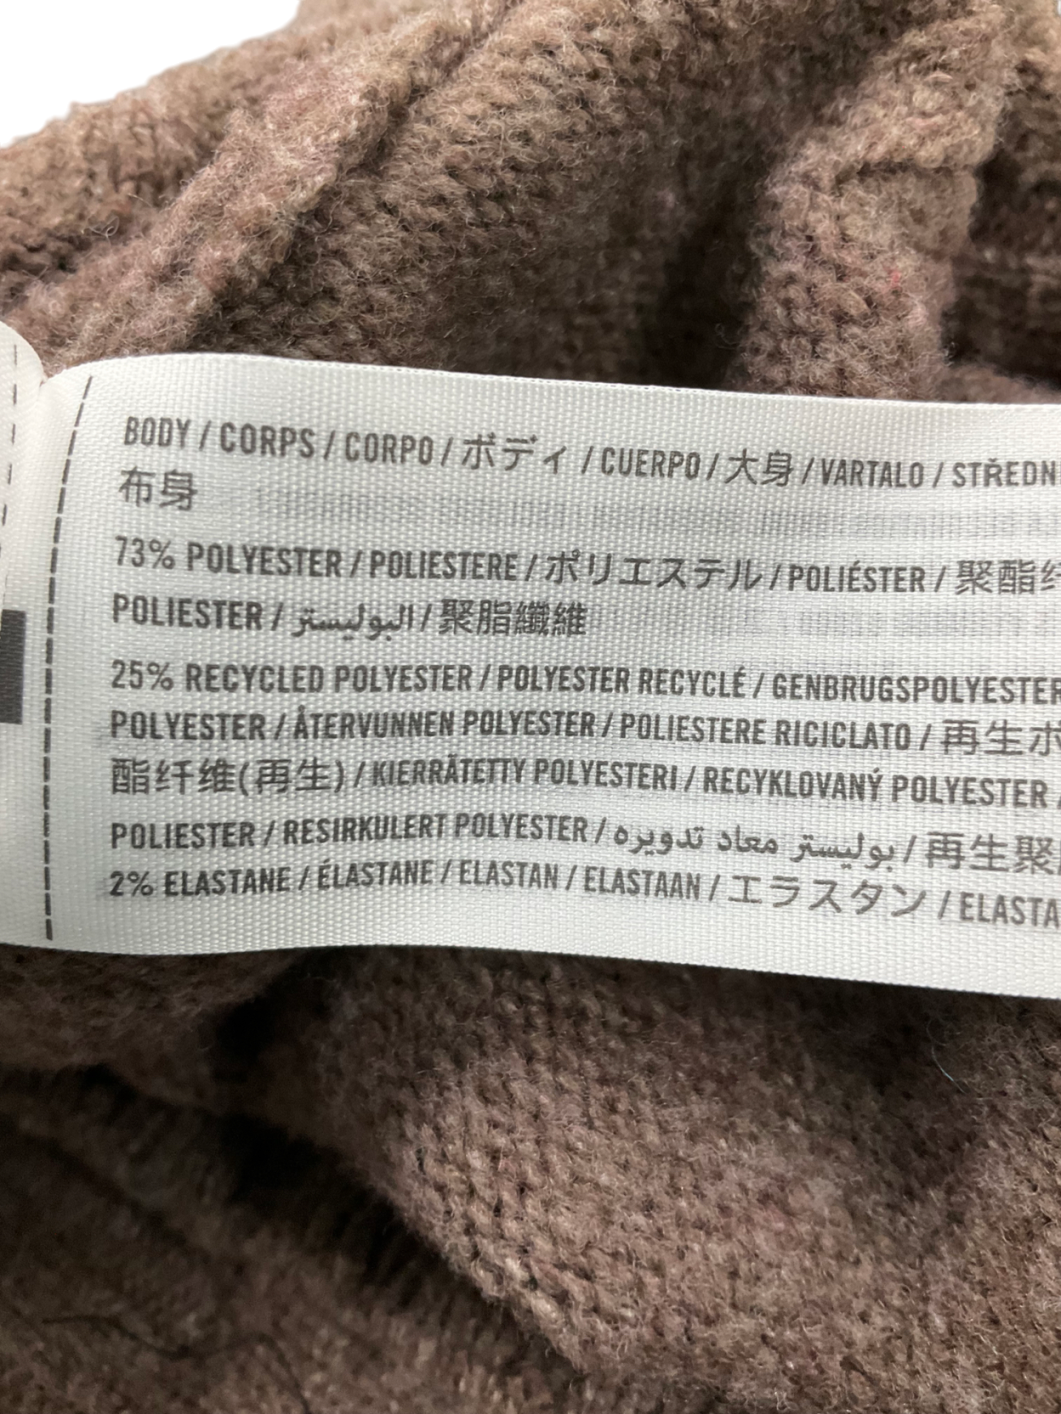 BODY / CORPS / CORPO / ボディ / CUERPO / 大身 / VARTALO / STŘEDN
布身
73% POLYESTER / POLIESTERE / ポリエステル / POLIÉSTER / 聚酯纤
POLIESTER / البوليستر / 聚脂纖維
25% RECYCLED POLYESTER / POLYESTER RECYCLÉ / GENBRUGSPOLYESTER
POLYESTER / ÅTERVUNNEN POLYESTER / POLIESTERE RICICLATO / 再生ポ
酯纤维(再生) / KIERRÄTETTY POLYESTERI / RECYKLOVANÝ POLYESTER
POLIESTER / RESIRKULERT POLYESTER / بوليستر معاد تدويره / 再生聚
2% ELASTANE / ÉLASTANE / ELASTAN / ELASTAAN / エラスタン / ELASTA